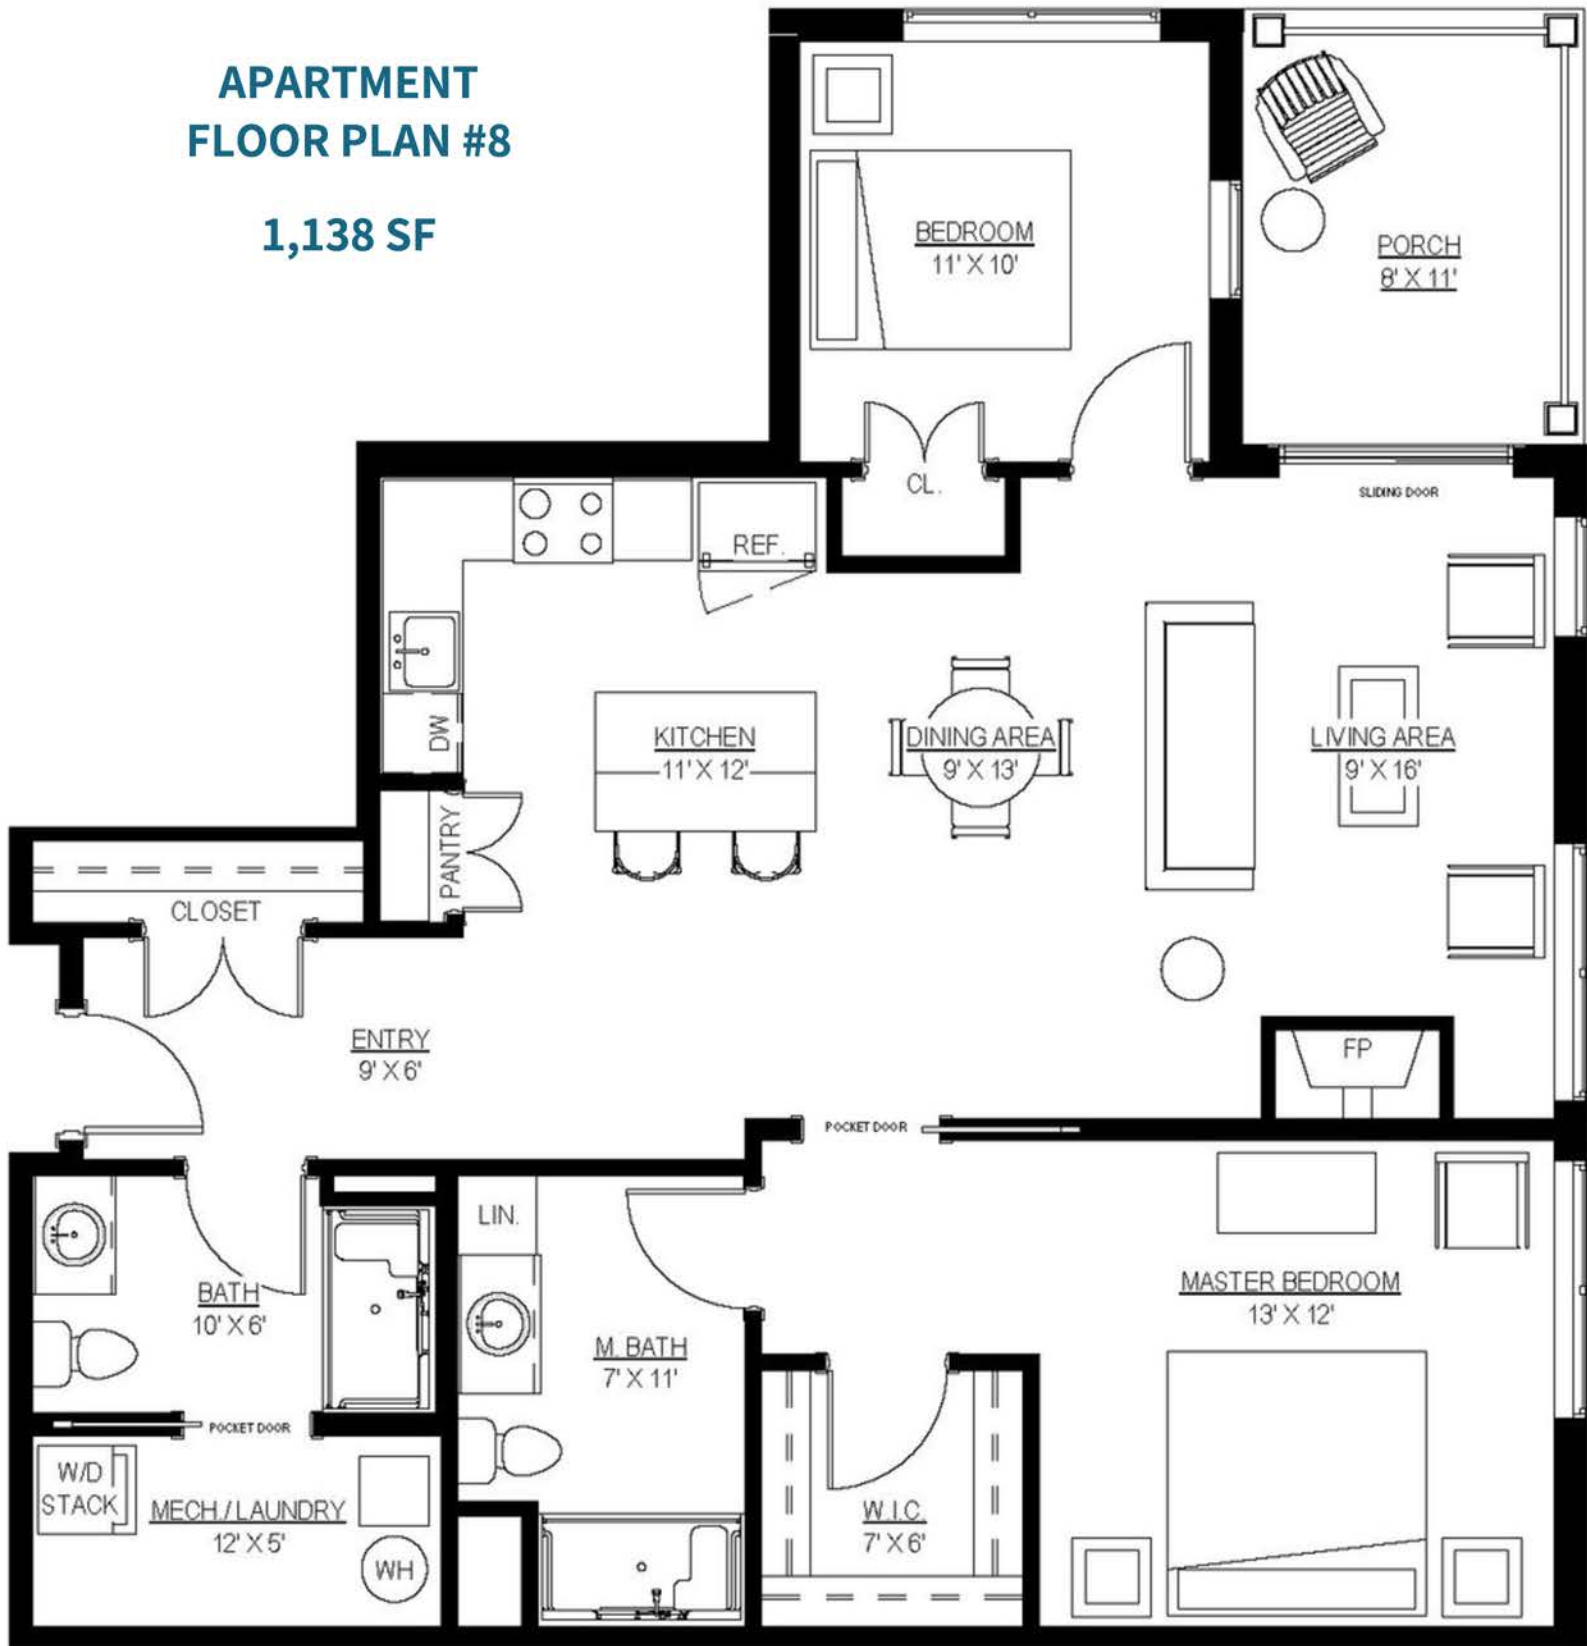 APARTMENT
FLOOR PLAN #8
1,138 SF
BEDROOM
11' X 10'
PORCH
8' X 11'
CL.
SLIDING DOOR
REF.
DW
KITCHEN
11' X 12'
DINING AREA
9' X 13'
LIVING AREA
9' X 16'
PANTRY
CLOSET
ENTRY
9' X 6'
FP
POCKET DOOR
LIN.
BATH
10' X 6'
M. BATH
7' X 11'
MASTER BEDROOM
13' X 12'
POCKET DOOR
W/D
STACK
MECH./LAUNDRY
12' X 5'
WH
W.I.C.
7' X 6'